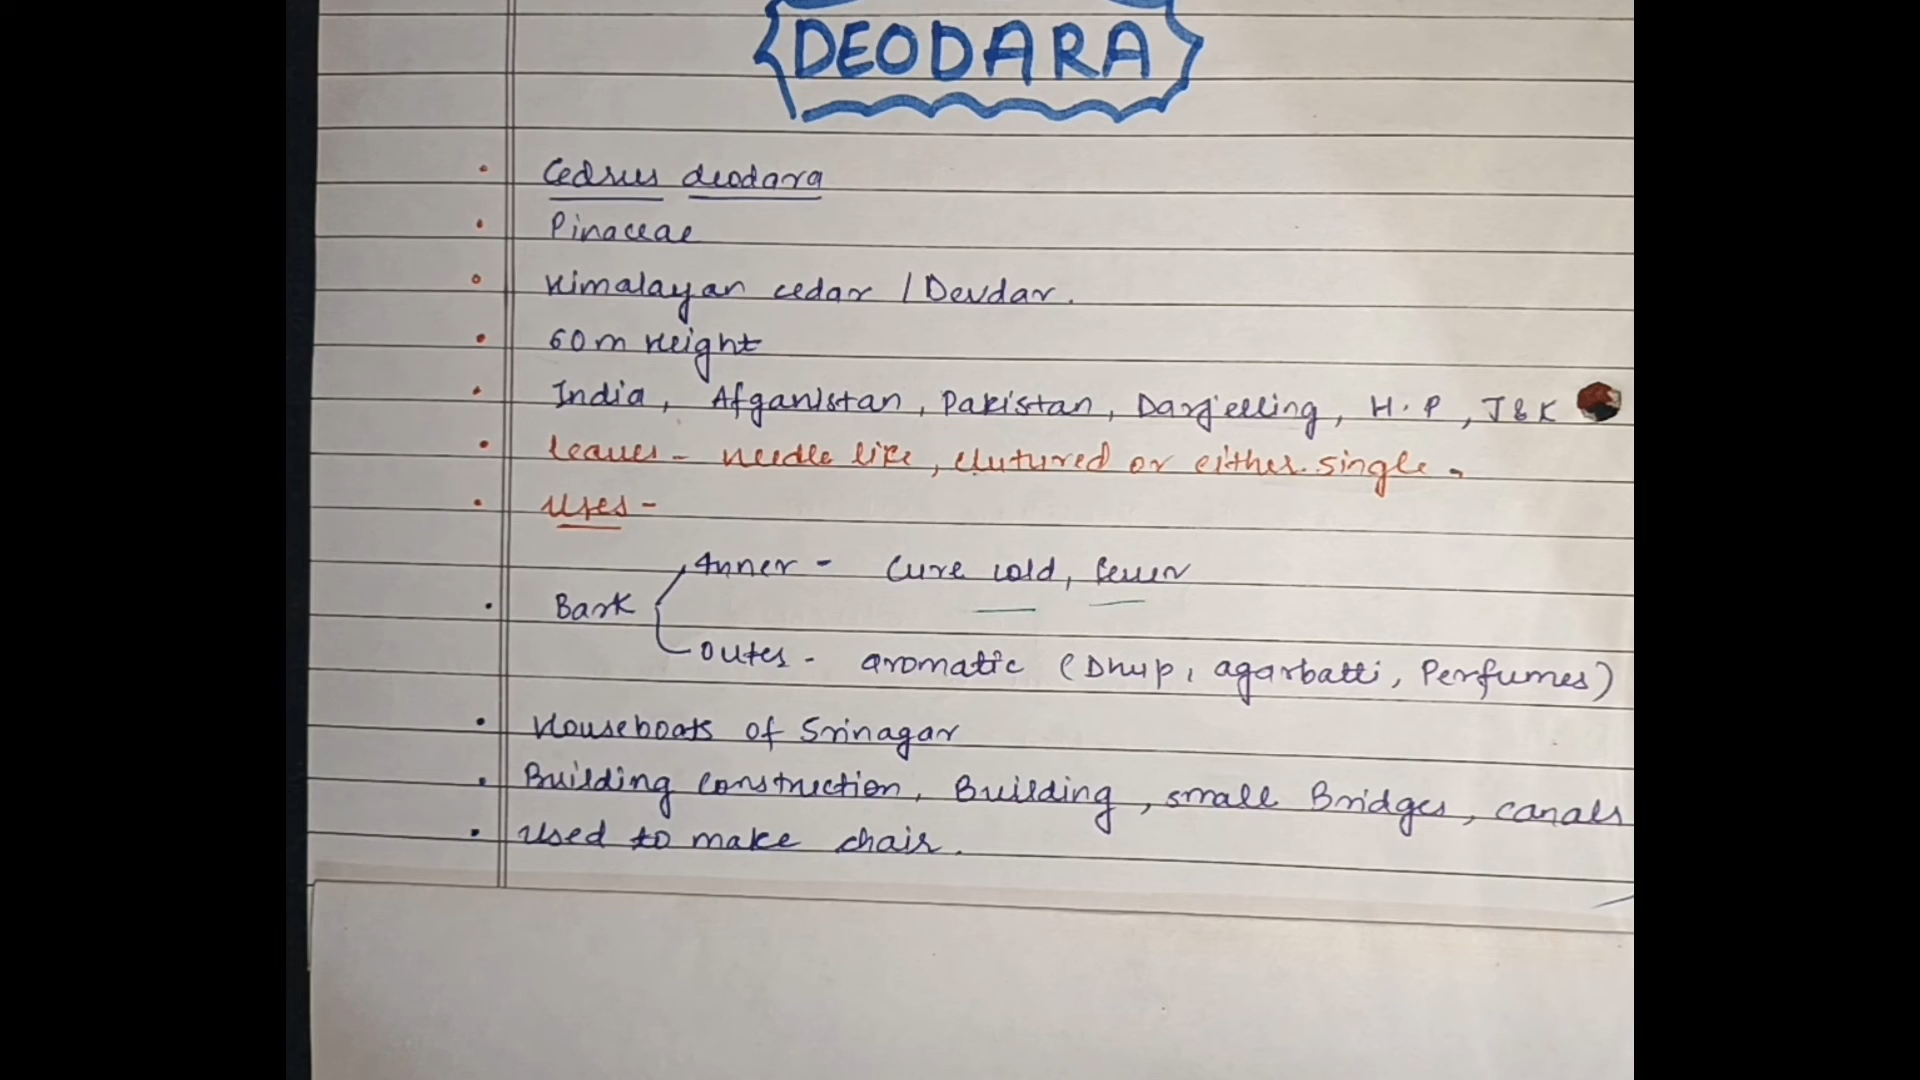 DEODARA
Cedrus deodara
Pinaceae
Himalayan cedar / Devdar.
60m Height
India, Afganistan, Pakistan, Darjelling, H.P, J&K
leaves - needle like, clutured or either single.
Uses -
Inner - Cure cold, fever
Bark
Outer - aromatic (Dhup, agarbatti, Perfumes)
Houseboats of Srinagar
Building construction, Building, small Bridges, canals
Used to make chair.